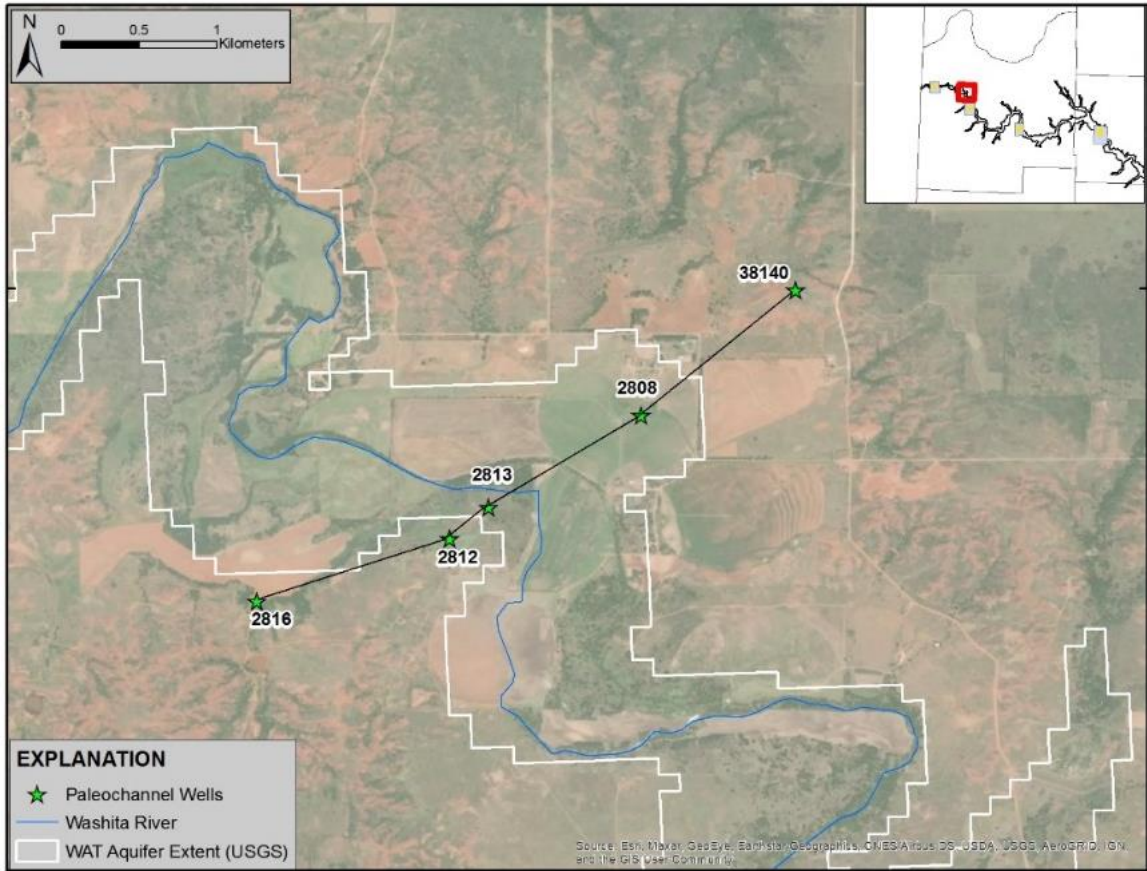 N
0 0.5 1
Kilometers
38140
2808
2813
2812
2816
EXPLANATION
Paleochannel Wells
Washita River
WAT Aquifer Extent (USGS)
Source: Esri, Maxar, GeoEye, Earthstar Geographics, CNES/Airbus DS, USDA, USGS, AeroGRID, IGN,
and the GIS User Community